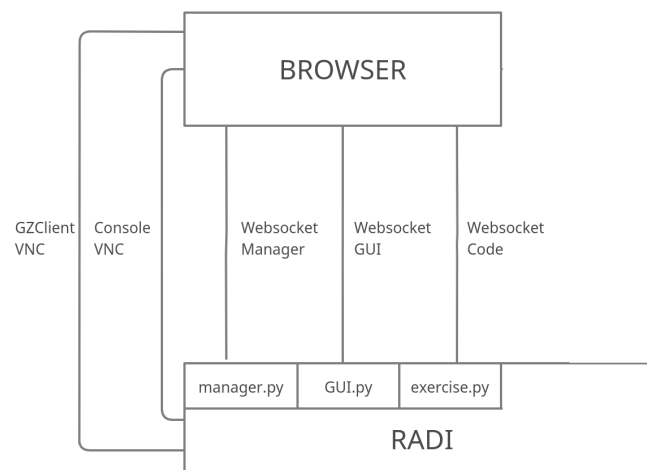 BROWSER
GZClient
VNC
Console
VNC
Websocket
Manager
Websocket
GUI
Websocket
Code
manager.py
GUI.py
exercise.py
RADI